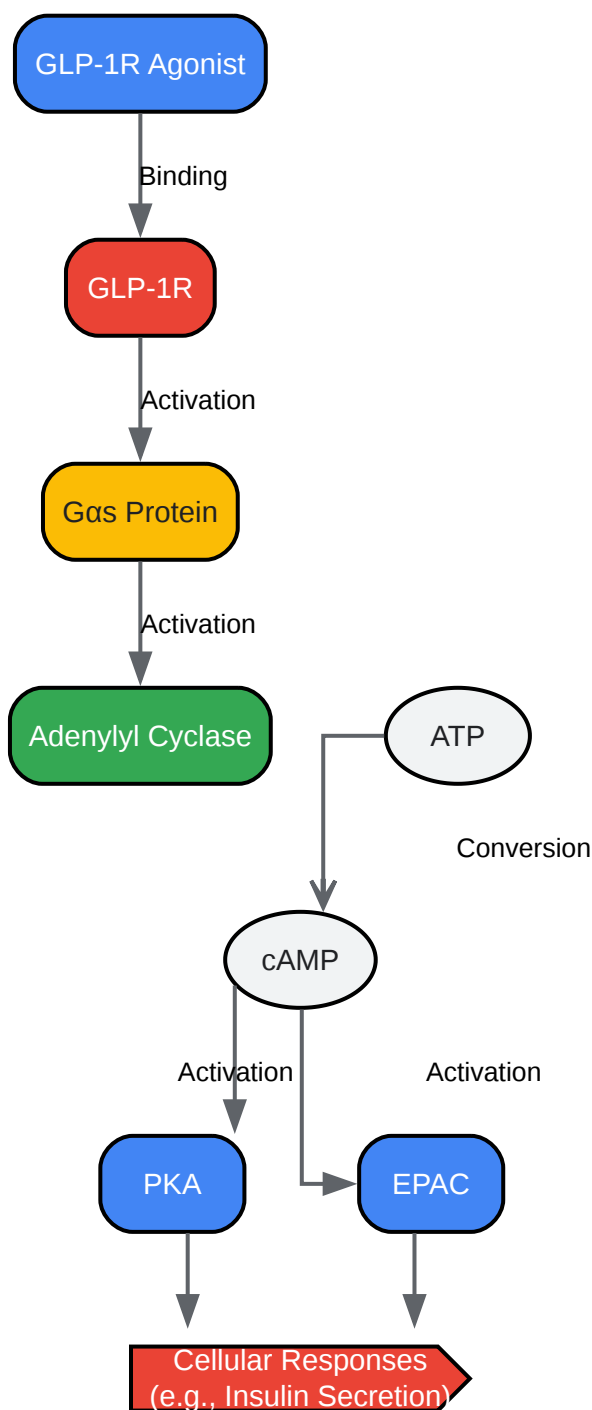 GLP-1R Agonist
Binding
GLP-1R
Activation
Gαs Protein
Activation
Adenylyl Cyclase
ATP
Conversion
cAMP
Activation
Activation
PKA
EPAC
Cellular Responses
(e.g., Insulin Secretion)